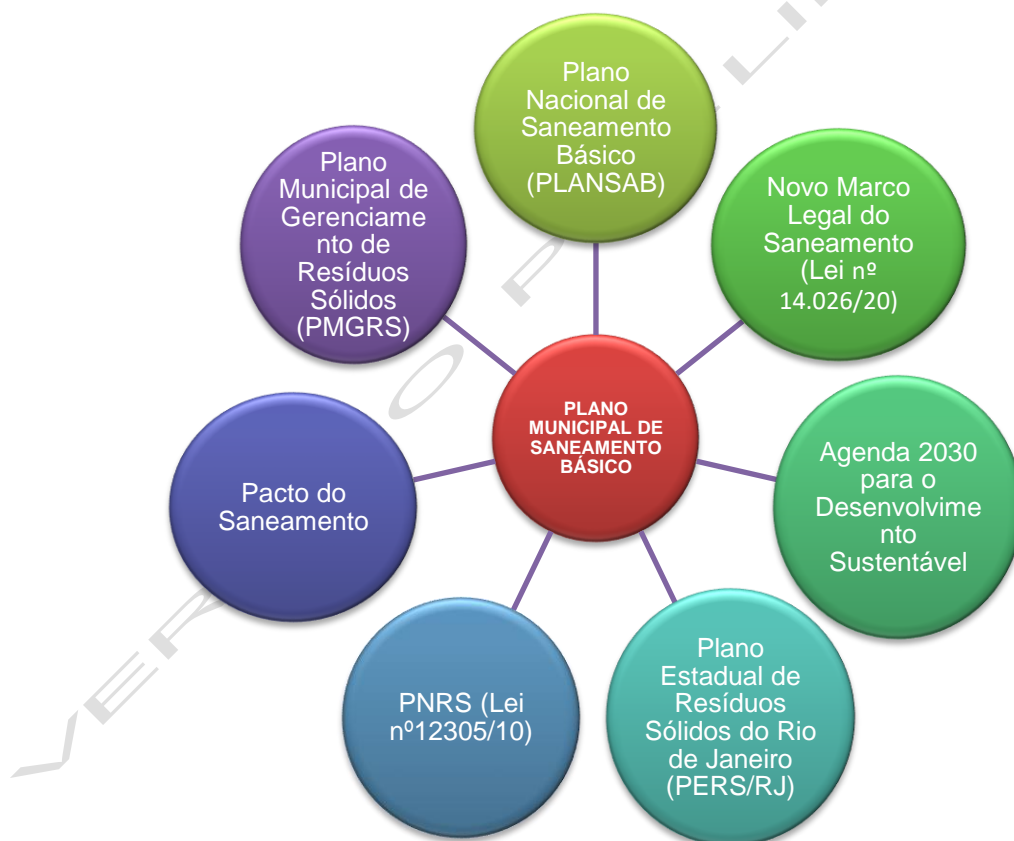 Plano
Nacional de
Saneamento
Básico
(PLANSAB)
Novo Marco
Legal do
Saneamento
(Lei nº
14.026/20)
Agenda 2030
para o
Desenvolvime
nto
Sustentável
Plano
Estadual de
Resíduos
Sólidos do Rio
de Janeiro
(PERS/RJ)
PNRS (Lei
nº12305/10)
Pacto do
Saneamento
Plano
Municipal de
Gerenciame
nto de
Resíduos
Sólidos
(PMGRS)
PLANO
MUNICIPAL DE
SANEAMENTO
BÁSICO